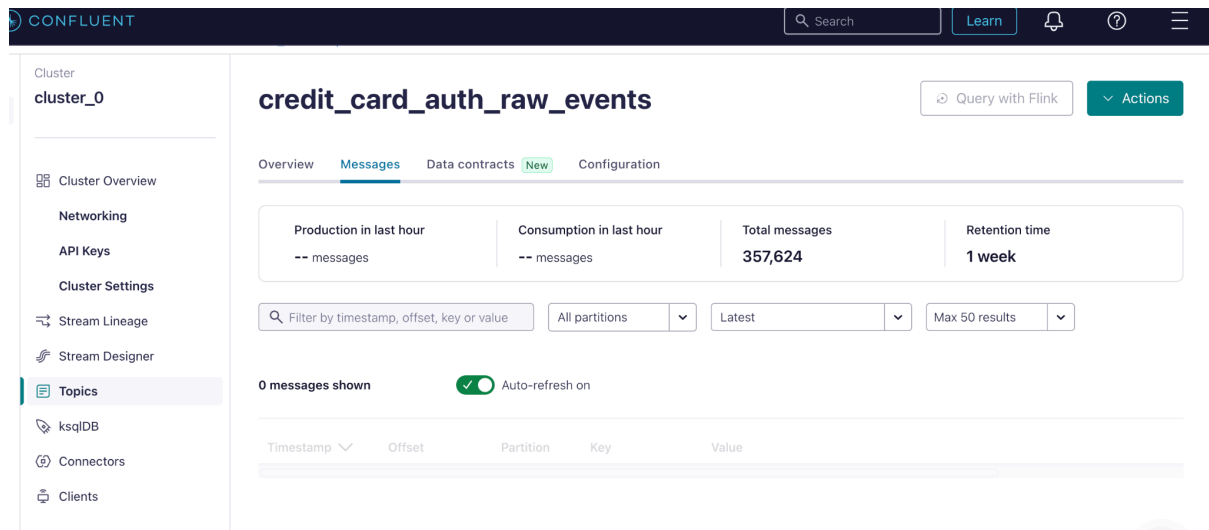 CONFLUENT
Search
Learn
Cluster
cluster_0
Cluster Overview
Networking
API Keys
Cluster Settings
Stream Lineage
Stream Designer
Topics
ksqlDB
Connectors
Clients
credit_card_auth_raw_events
Query with Flink
Actions
Overview Messages Data contracts New Configuration
Production in last hour Consumption in last hour Total messages Retention time
-- messages -- messages 357,624 1 week
Filter by timestamp, offset, key or value All partitions Latest Max 50 results
0 messages shown Auto-refresh on
Timestamp Offset Partition Key Value